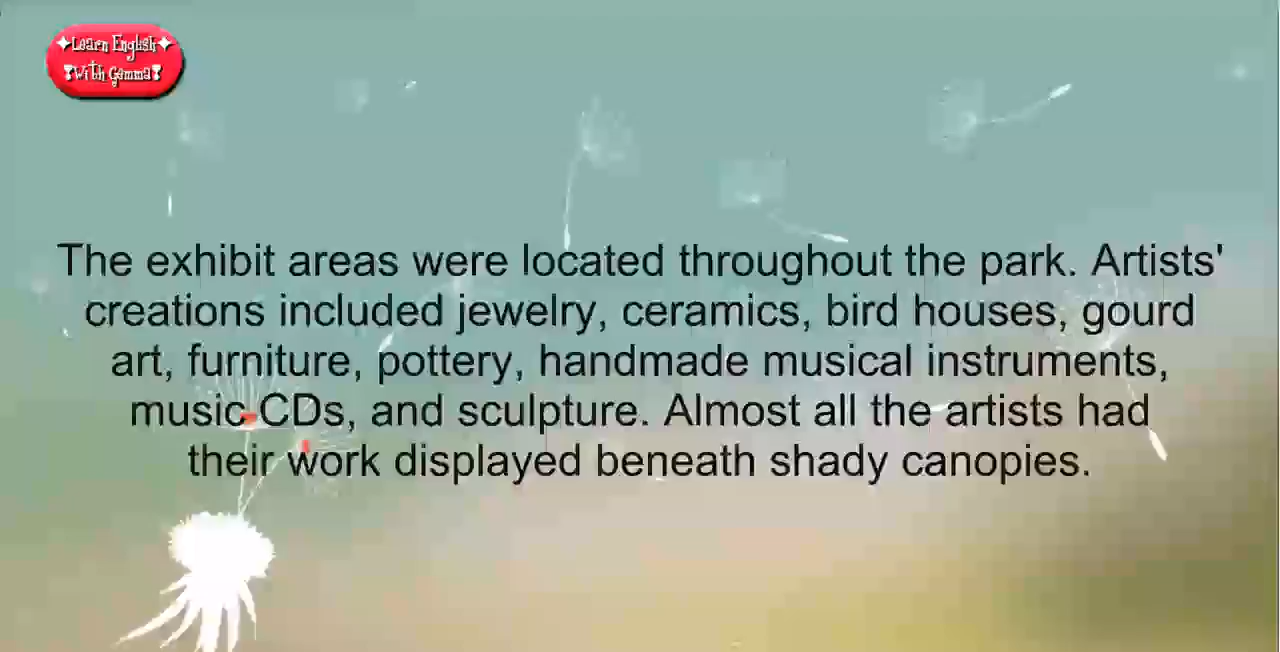 Learn English
With Gamma
The exhibit areas were located throughout the park. Artists'
creations included jewelry, ceramics, bird houses, gourd
art, furniture, pottery, handmade musical instruments,
music CDs, and sculpture. Almost all the artists had
their work displayed beneath shady canopies.